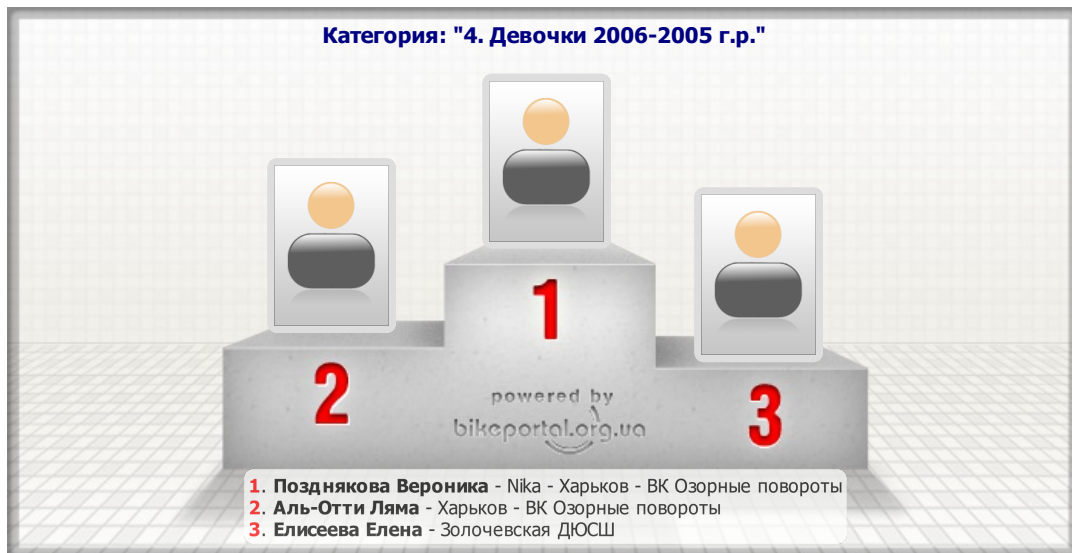 Категория: "4. Девочки 2006-2005 г.р."
1
2
3
powered by
bikeportal.org.ua
1. Позднякова Вероника - Nika - Харьков - ВК Озорные повороты
2. Аль-Отти Ляма - Харьков - ВК Озорные повороты
3. Елисеева Елена - Золочевская ДЮСШ